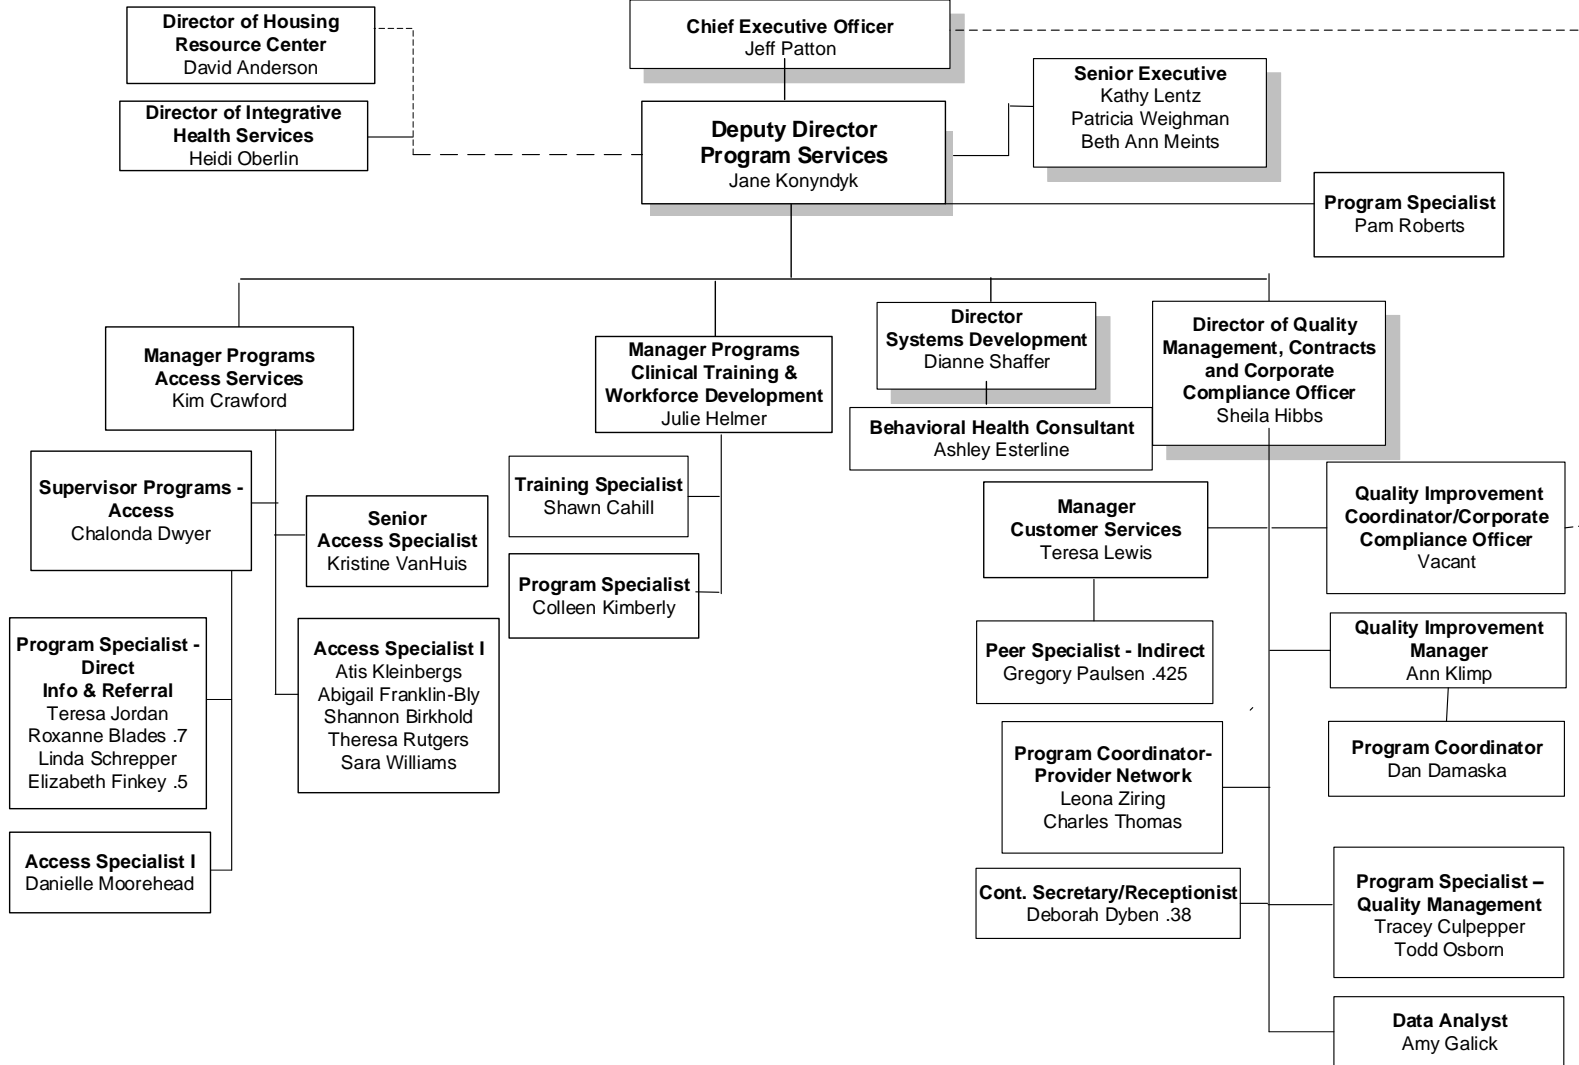 Director of Housing
Resource Center
David Anderson
Chief Executive Officer
Jeff Patton
Senior Executive
Kathy Lentz
Patricia Weighman
Beth Ann Meints
Director of Integrative
Health Services
Heidi Oberlin
Deputy Director
Program Services
Jane Konyndyk
Program Specialist
Pam Roberts
Manager Programs
Access Services
Kim Crawford
Manager Programs
Clinical Training &
Workforce Development
Julie Helmer
Director
Systems Development
Dianne Shaffer
Director of Quality
Management, Contracts
and Corporate
Compliance Officer
Sheila Hibbs
Behavioral Health Consultant
Ashley Esterline
Supervisor Programs -
Access
Chalonda Dwyer
Senior
Access Specialist
Kristine VanHuis
Training Specialist
Shawn Cahill
Program Specialist
Colleen Kimberly
Manager
Customer Services
Teresa Lewis
Quality Improvement
Coordinator/Corporate
Compliance Officer
Vacant
Program Specialist -
Direct
Info & Referral
Teresa Jordan
Roxanne Blades .7
Linda Schrepper
Elizabeth Finkey .5
Access Specialist I
Atis Kleinbergs
Abigail Franklin-Bly
Shannon Birkhold
Theresa Rutgers
Sara Williams
Peer Specialist - Indirect
Gregory Paulsen .425
Quality Improvement
Manager
Ann Klimp
Program Coordinator-
Provider Network
Leona Ziring
Charles Thomas
Program Coordinator
Dan Damaska
Access Specialist I
Danielle Moorehead
Cont. Secretary/Receptionist
Deborah Dyben .38
Program Specialist –
Quality Management
Tracey Culpepper
Todd Osborn
Data Analyst
Amy Galick